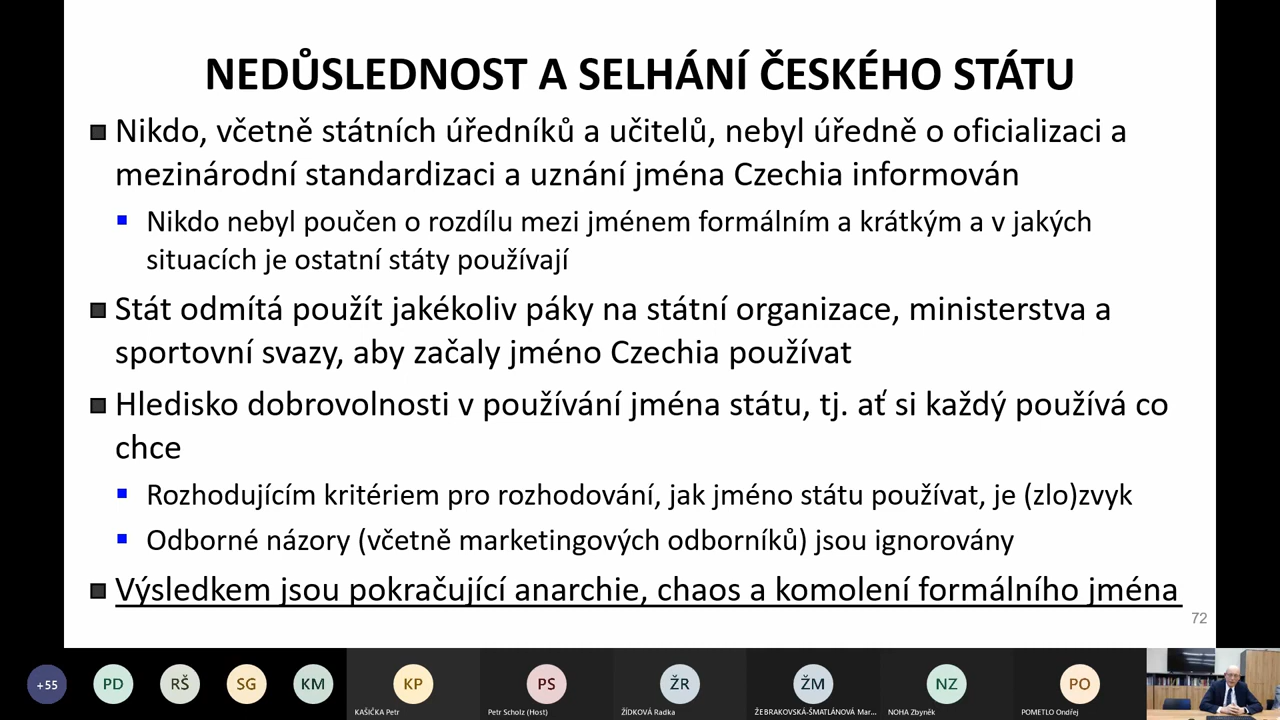 NEDŮSLEDNOST A SELHÁNÍ ČESKÉHO STÁTU
Nikdo, včetně státních úředníků a učitelů, nebyl úředně o oficializaci a
mezinárodní standardizaci a uznání jména Czechia informován
Nikdo nebyl poučen o rozdílu mezi jménem formálním a krátkým a v jakých
situacích je ostatní státy používají
Stát odmítá použít jakékoliv páky na státní organizace, ministerstva a
sportovní svazy, aby začaly jméno Czechia používat
Hledisko dobrovolnosti v používání jména státu, tj. ať si každý používá co
chce
Rozhodujícím kritériem pro rozhodování, jak jméno státu používat, je (zlo)zvyk
Odborné názory (včetně marketingových odborníků) jsou ignorovány
Výsledkem jsou pokračující anarchie, chaos a komolení formálního jména
72
+55 PD RŠ SG KM KP PS ŽR ŽM NZ PO
KAŠIČKA Petr Petr Scholz (Host) ŽÍDKOVÁ Radka ŽEBRAKOVSKÁ-ŠMATLÁNOVÁ Mar... NOHA Zbyněk POMETLO Ondřej